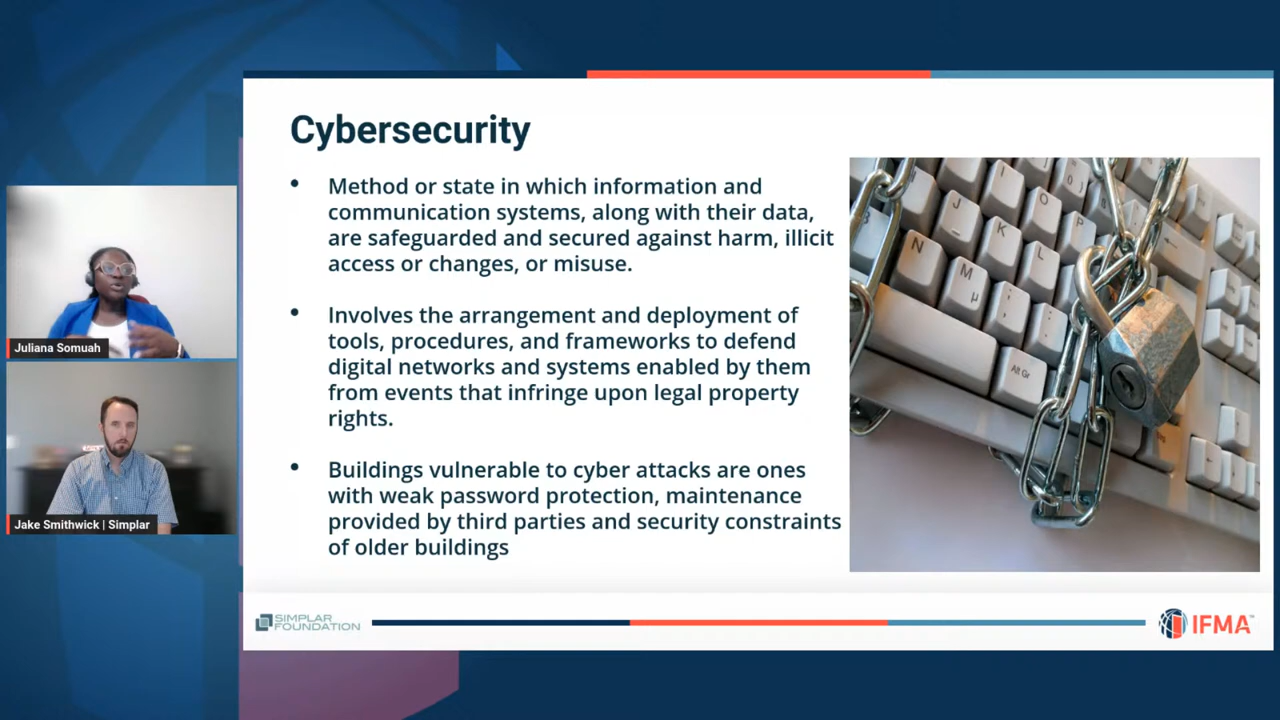 Cybersecurity
• Method or state in which information and
communication systems, along with their data,
are safeguarded and secured against harm, illicit
access or changes, or misuse.
• Involves the arrangement and deployment of
tools, procedures, and frameworks to defend
digital networks and systems enabled by them
from events that infringe upon legal property
rights.
• Buildings vulnerable to cyber attacks are ones
with weak password protection, maintenance
provided by third parties and security constraints
of older buildings
Juliana Somuah
Jake Smithwick | Simplar
I
O
J
K
P
N
L
M
µ
Alt Gr
SIMPLAR
FOUNDATION
IFMA™